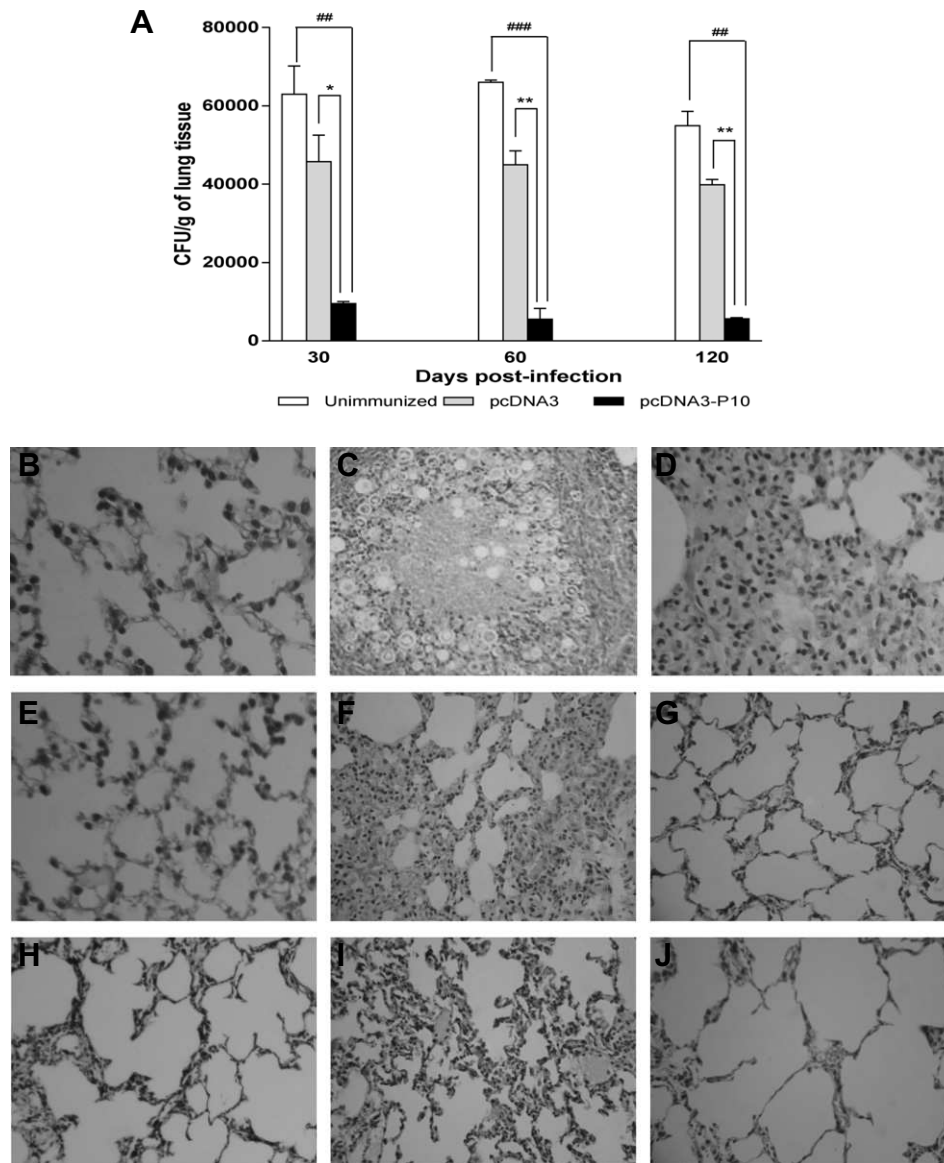 A
80000
60000
40000
20000
0
CFU/g of lung tissue
##
*
###
**
##
**
30 60 120
Days post-infection
Unimmunized pcDNA3 pcDNA3-P10
B C D
E F G
H I J